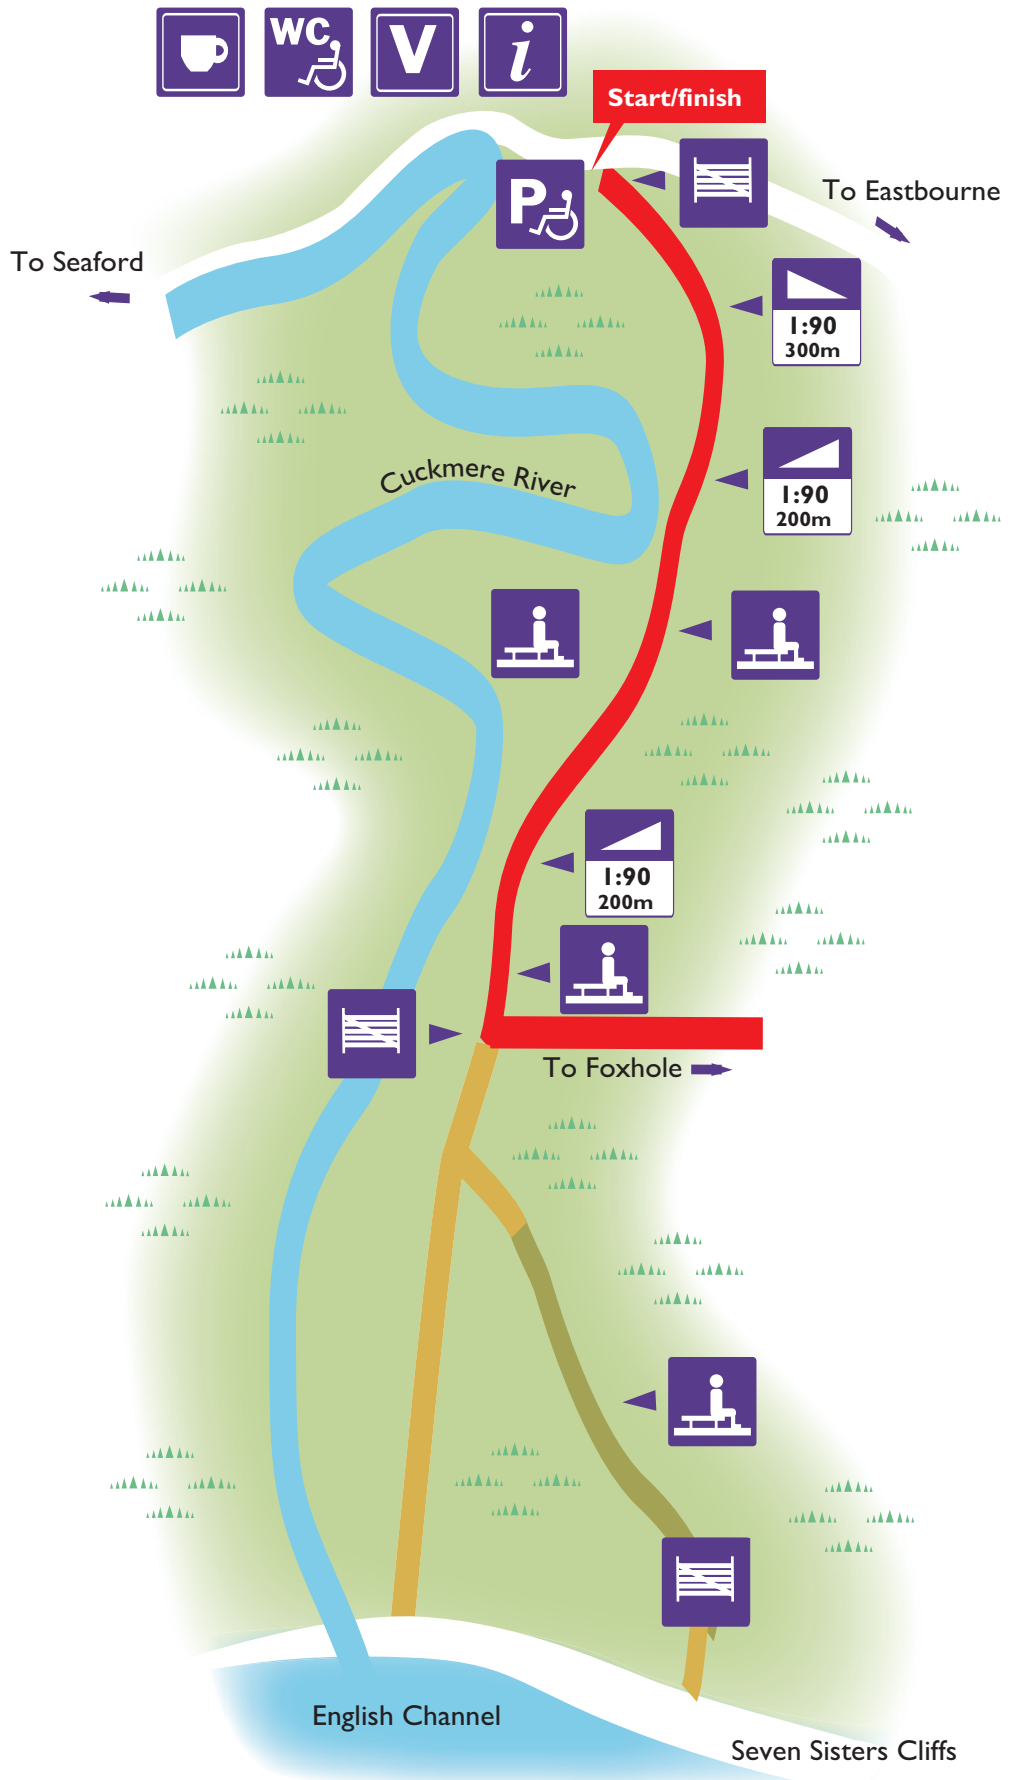 WC
V
i
Start/finish
P
To Eastbourne
To Seaford
1:90
300m
1:90
200m
Cuckmere River
1:90
200m
To Foxhole
English Channel
Seven Sisters Cliffs